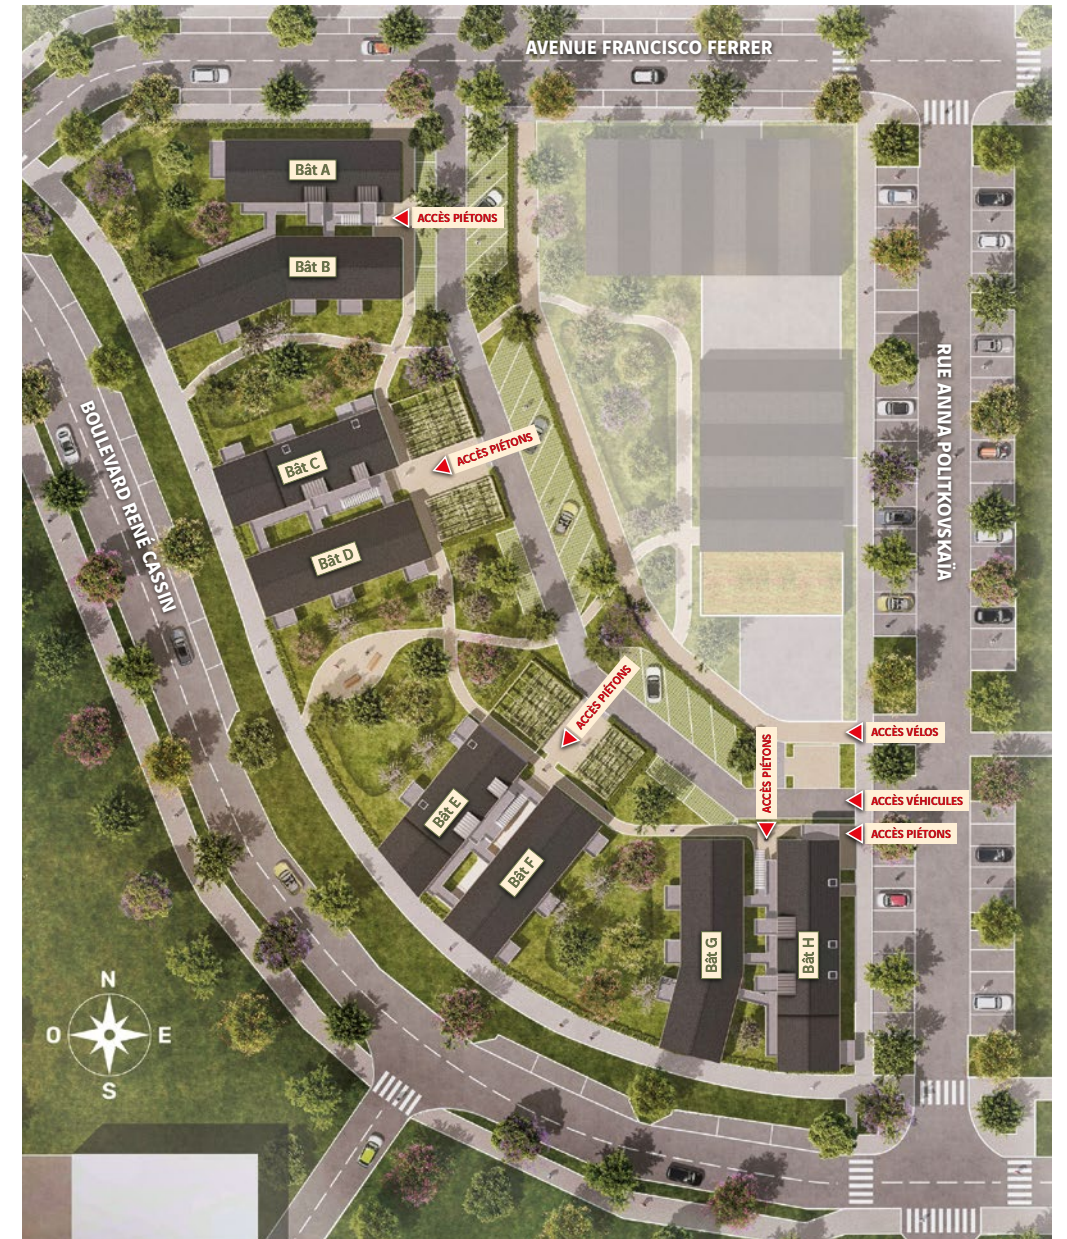 AVENUE FRANCISCO FERRER
Bât A
ACCÈS PIÉTONS
Bât B
RUE ANNA POLITKOVSKAÏA
BOULEVARD RENÉ CASSIN
ACCÈS PIÉTONS
Bât C
Bât D
ACCÈS PIÉTONS
ACCÈS VÉLOS
ACCÈS PIÉTONS
ACCÈS VÉHICULES
Bât E
ACCÈS PIÉTONS
Bât F
Bât G
Bât H
N
O
E
S